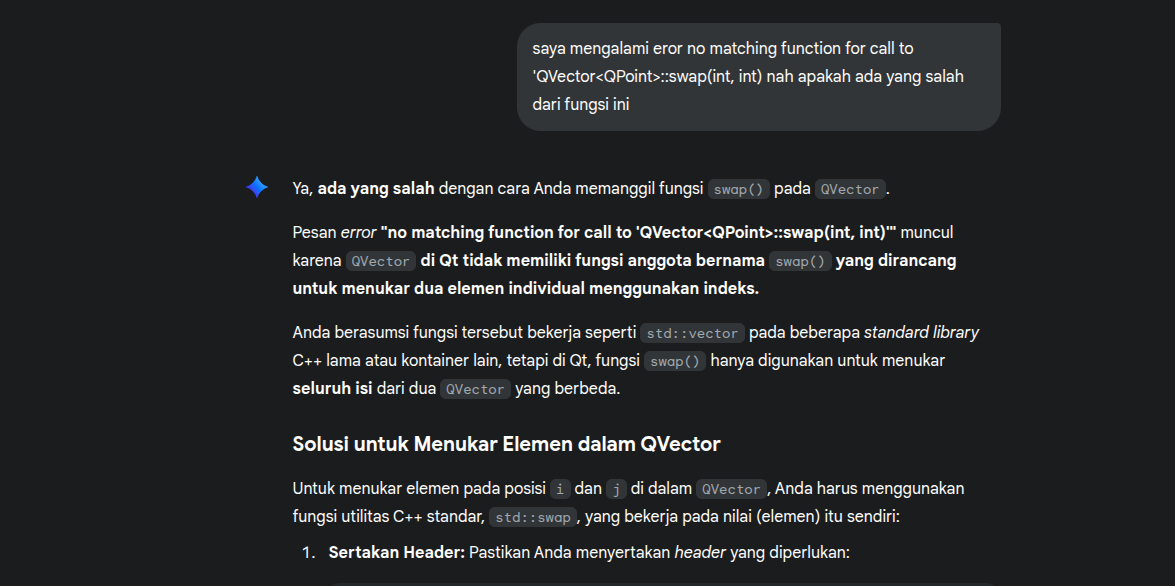 saya mengalami eror no matching function for call to
'QVector<QPoint>::swap(int, int) nah apakah ada yang salah
dari fungsi ini
Ya, ada yang salah dengan cara Anda memanggil fungsi swap() pada QVector.
Pesan error "no matching function for call to 'QVector<QPoint>::swap(int, int)'" muncul
karena QVector di Qt tidak memiliki fungsi anggota bernama swap() yang dirancang
untuk menukar dua elemen individual menggunakan indeks.
Anda berasumsi fungsi tersebut bekerja seperti std::vector pada beberapa standard library
C++ lama atau kontainer lain, tetapi di Qt, fungsi swap() hanya digunakan untuk menukar
seluruh isi dari dua QVector yang berbeda.
Solusi untuk Menukar Elemen dalam QVector
Untuk menukar elemen pada posisi i dan j di dalam QVector, Anda harus menggunakan
fungsi utilitas C++ standar, std::swap, yang bekerja pada nilai (elemen) itu sendiri:
1. Sertakan Header: Pastikan Anda menyertakan header yang diperlukan: